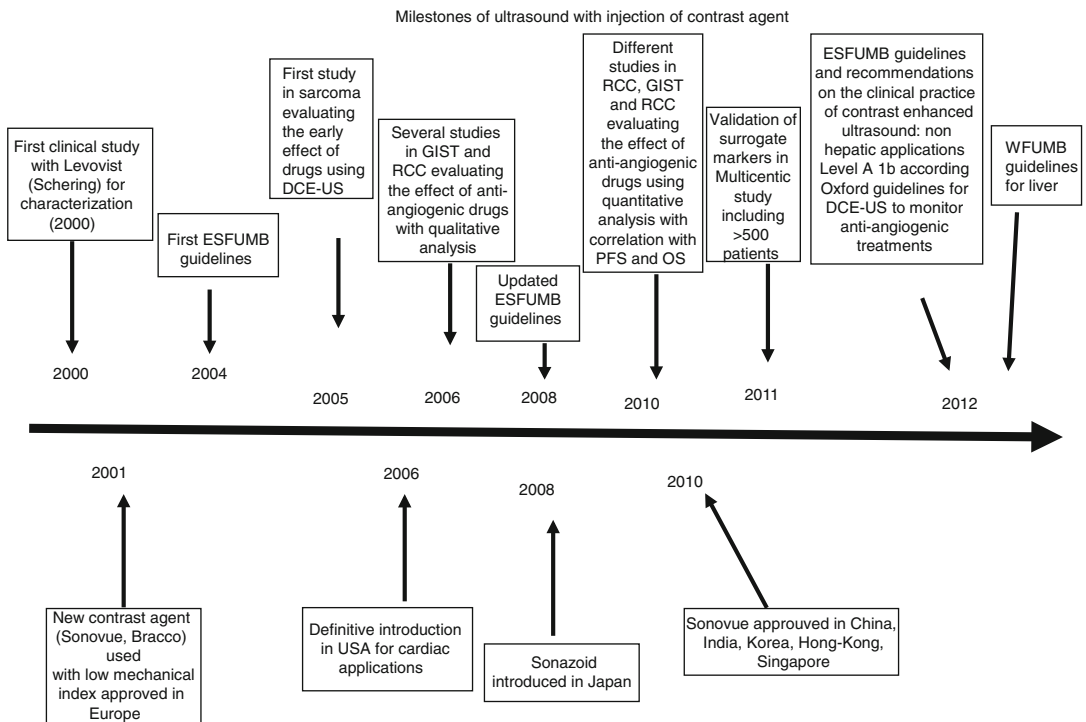 Milestones of ultrasound with injection of contrast agent
First clinical study
with Levovist
(Schering) for
characterization
(2000)
First ESFUMB
guidelines
First study
in sarcoma
evaluating
the early
effect of
drugs using
DCE-US
Several studies
in GIST and
RCC evaluating
the effect of anti-
angiogenic drugs
with qualitative
analysis
Updated
ESFUMB
guidelines
Different
studies in
RCC, GIST
and RCC
evaluating
the effect of
anti-angiogenic
drugs using
quantitative
analysis with
correlation with
PFS and OS
Validation of
surrogate
markers in
Multicentic
study
including
>500
patients
ESFUMB guidelines
and recommendations
on the clinical practice
of contrast enhanced
ultrasound: non
hepatic applications
Level A 1b according
Oxford guidelines for
DCE-US to monitor
anti-angiogenic
treatments
WFUMB
guidelines
for liver
2000
2004
2005
2006
2008
2010
2011
2012
2001
2006
2008
2010
New contrast agent
(Sonovue, Bracco)
used
with low mechanical
index approved in
Europe
Definitive introduction
in USA for cardiac
applications
Sonazoid
introduced in Japan
Sonovue approuved in China,
India, Korea, Hong-Kong,
Singapore